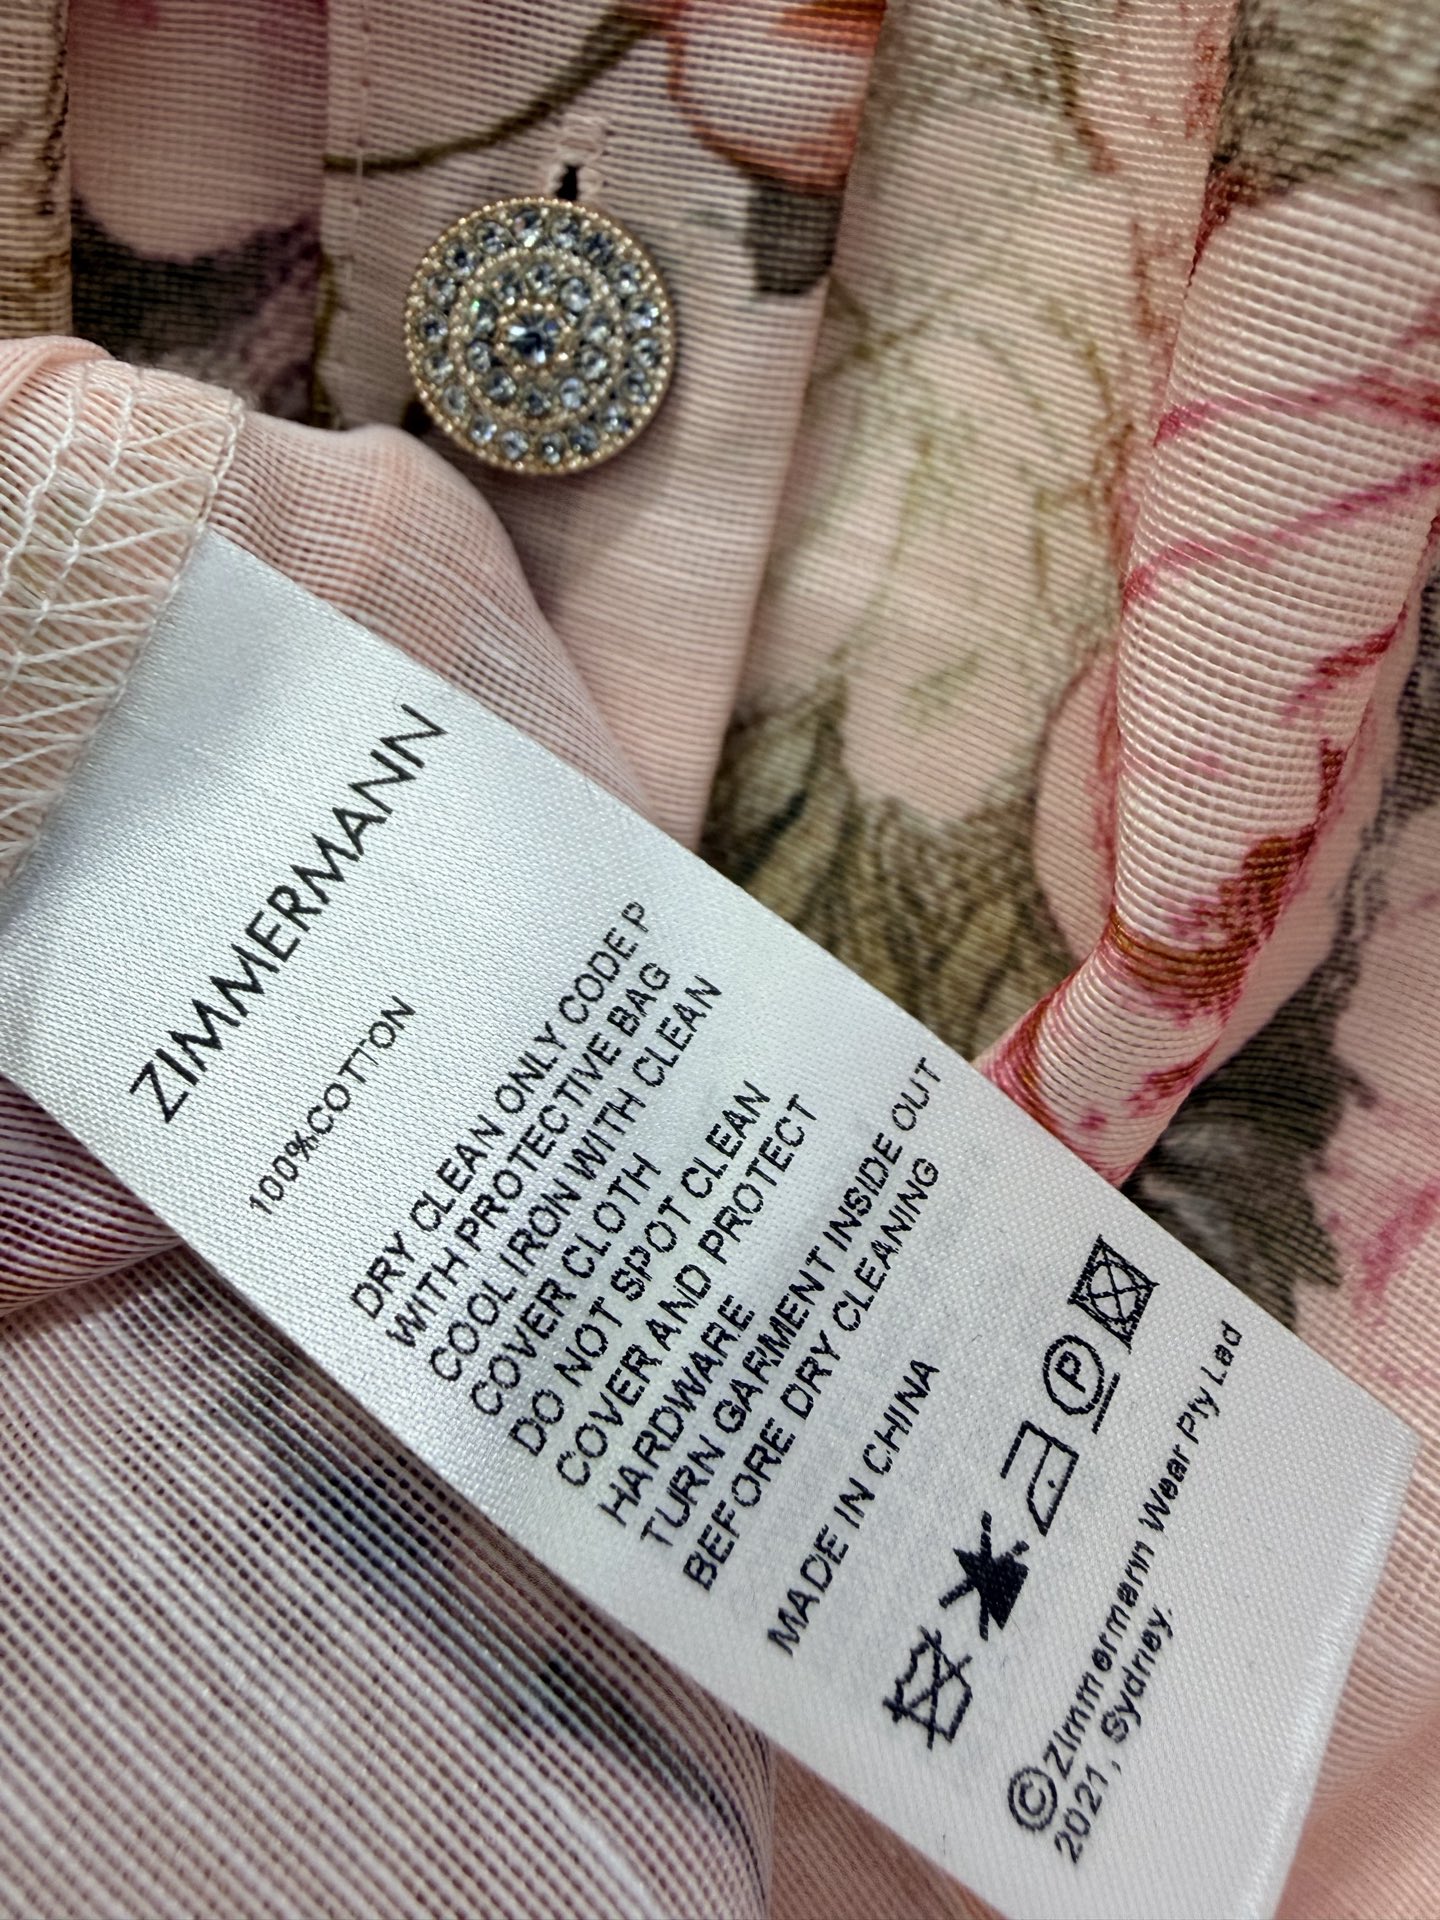 ZIMMERMANN
100%COTTON
DRY CLEAN ONLY CODE P
WITH PROTECTIVE BAG
COOL IRON WITH CLEAN
COVER CLOTH
DO NOT SPOT CLEAN
COVER AND PROTECT
HARDWARE
TURN GARMENT INSIDE OUT
BEFORE DRY CLEANING
MADE IN CHINA
P
©Zimmermann Wear Pty Lad
2021, Sydney.